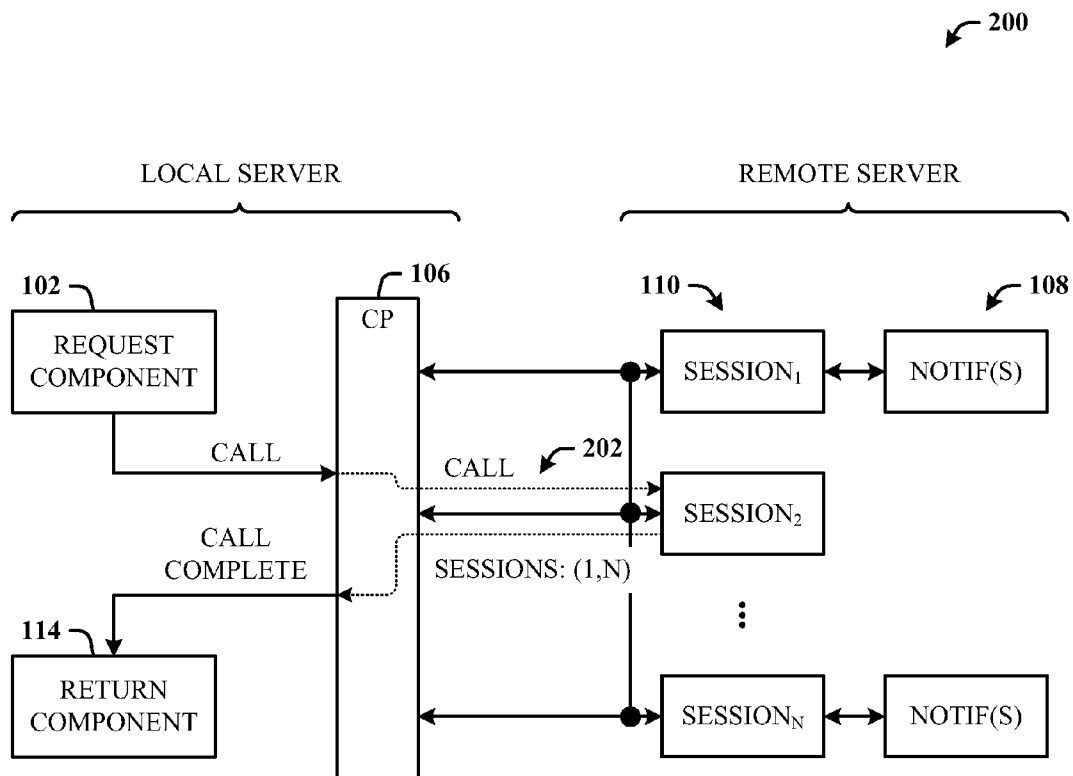 200
LOCAL SERVER
REMOTE SERVER
102
106
110
108
REQUEST
COMPONENT
CP
SESSION₁
NOTIF(S)
CALL
CALL
202
SESSION₂
CALL
COMPLETE
SESSIONS: (1,N)
114
RETURN
COMPONENT
SESSION_N
NOTIF(S)